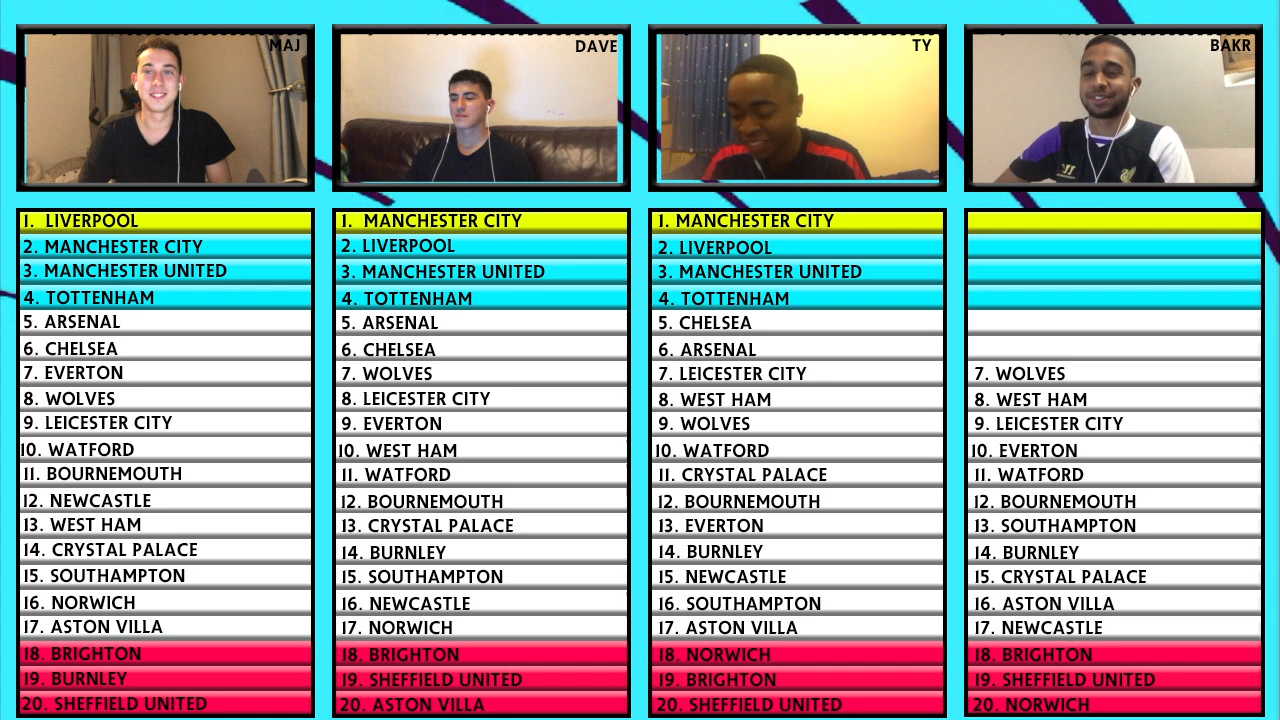 MAJ
DAVE
TY
BAKR
1. LIVERPOOL
2. MANCHESTER CITY
3. MANCHESTER UNITED
4. TOTTENHAM
5. ARSENAL
6. CHELSEA
7. EVERTON
8. WOLVES
9. LEICESTER CITY
10. WATFORD
11. BOURNEMOUTH
12. NEWCASTLE
13. WEST HAM
14. CRYSTAL PALACE
15. SOUTHAMPTON
16. NORWICH
17. ASTON VILLA
18. BRIGHTON
19. BURNLEY
20. SHEFFIELD UNITED
1. MANCHESTER CITY
2. LIVERPOOL
3. MANCHESTER UNITED
4. TOTTENHAM
5. ARSENAL
6. CHELSEA
7. WOLVES
8. LEICESTER CITY
9. EVERTON
10. WEST HAM
11. WATFORD
12. BOURNEMOUTH
13. CRYSTAL PALACE
14. BURNLEY
15. SOUTHAMPTON
16. NEWCASTLE
17. NORWICH
18. BRIGHTON
19. SHEFFIELD UNITED
20. ASTON VILLA
1. MANCHESTER CITY
2. LIVERPOOL
3. MANCHESTER UNITED
4. TOTTENHAM
5. CHELSEA
6. ARSENAL
7. LEICESTER CITY
8. WEST HAM
9. WOLVES
10. WATFORD
11. CRYSTAL PALACE
12. BOURNEMOUTH
13. EVERTON
14. BURNLEY
15. NEWCASTLE
16. SOUTHAMPTON
17. ASTON VILLA
18. NORWICH
19. BRIGHTON
20. SHEFFIELD UNITED
7. WOLVES
8. WEST HAM
9. LEICESTER CITY
10. EVERTON
11. WATFORD
12. BOURNEMOUTH
13. SOUTHAMPTON
14. BURNLEY
15. CRYSTAL PALACE
16. ASTON VILLA
17. NEWCASTLE
18. BRIGHTON
19. SHEFFIELD UNITED
20. NORWICH